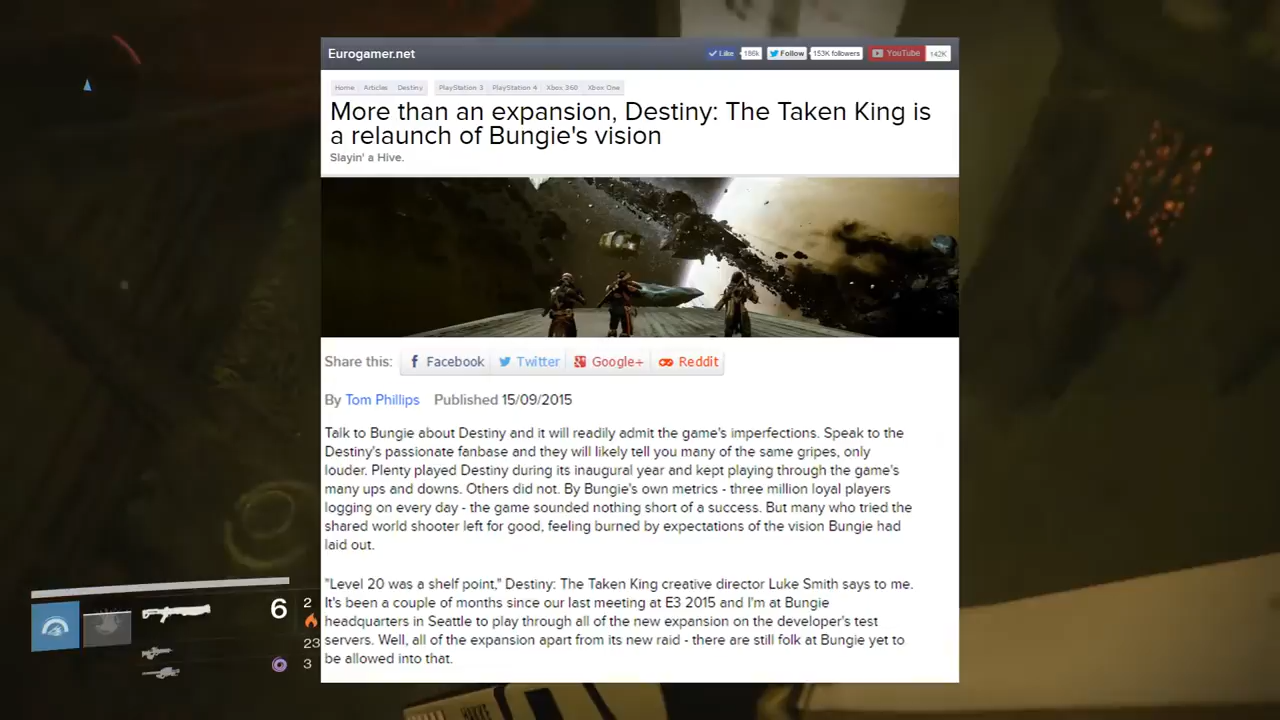 Eurogamer.net
Like 186k Follow 153K followers YouTube 142K
Home Articles Destiny PlayStation 3 PlayStation 4 Xbox 360 Xbox One
More than an expansion, Destiny: The Taken King is
a relaunch of Bungie's vision
Slayin' a Hive.
Share this: Facebook Twitter Google+ Reddit
By Tom Phillips Published 15/09/2015
Talk to Bungie about Destiny and it will readily admit the game's imperfections. Speak to the
Destiny's passionate fanbase and they will likely tell you many of the same gripes, only
louder. Plenty played Destiny during its inaugural year and kept playing through the game's
many ups and downs. Others did not. By Bungie's own metrics - three million loyal players
logging on every day - the game sounded nothing short of a success. But many who tried the
shared world shooter left for good, feeling burned by expectations of the vision Bungie had
laid out.
"Level 20 was a shelf point," Destiny: The Taken King creative director Luke Smith says to me.
It's been a couple of months since our last meeting at E3 2015 and I'm at Bungie
headquarters in Seattle to play through all of the new expansion on the developer's test
servers. Well, all of the expansion apart from its new raid - there are still folk at Bungie yet to
be allowed into that.
6 2
23
3